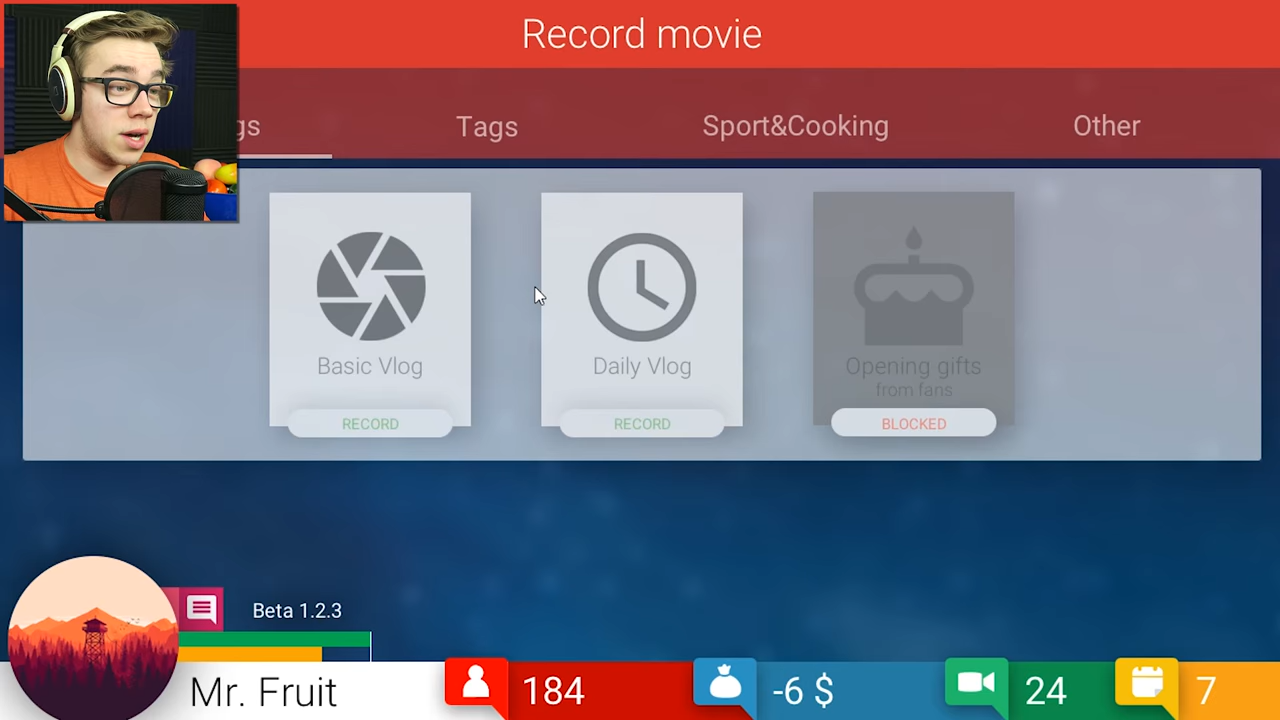 Record movie
gs
Tags
Sport&Cooking
Other
Basic Vlog
RECORD
Daily Vlog
RECORD
Opening gifts
from fans
BLOCKED
Beta 1.2.3
Mr. Fruit
184
-6 $
24
7